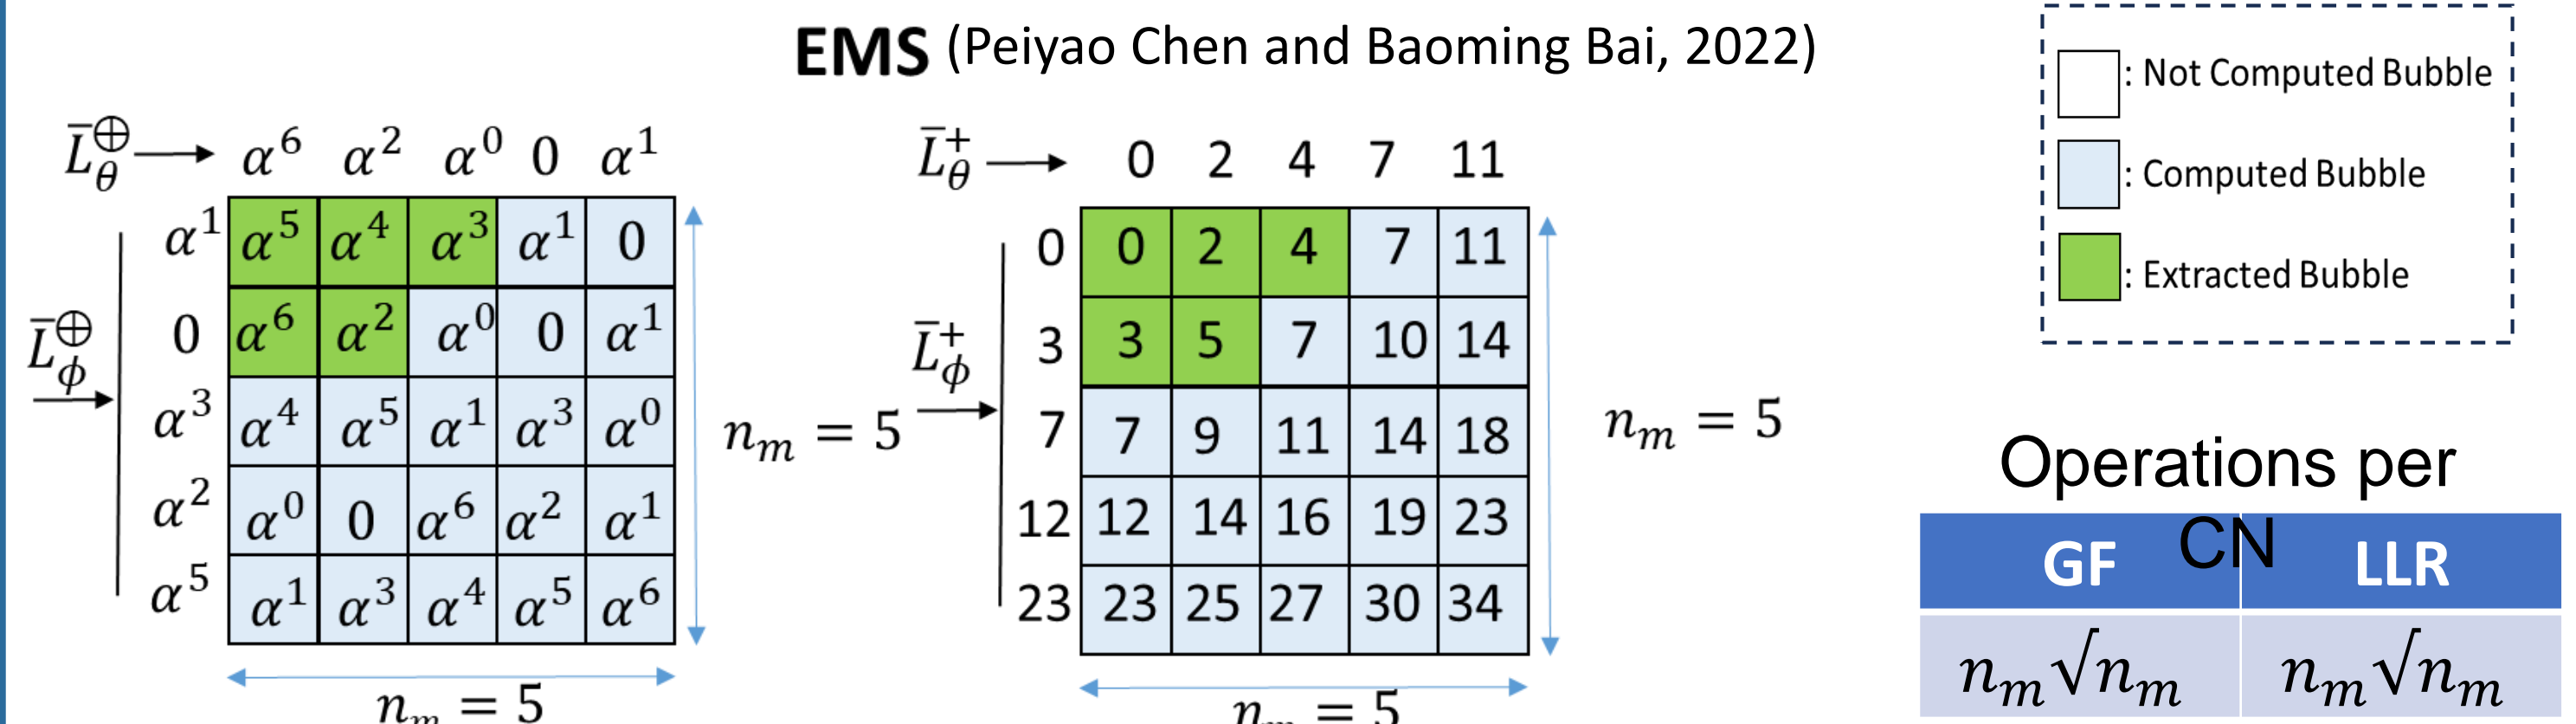 EMS (Peiyao Chen and Baoming Bai, 2022)
L̄θ⊕ → α⁶ α² α⁰ 0 α¹
L̄ϕ⊕ →
α¹ α⁵ α⁴ α³ α¹ 0
0 α⁶ α² α⁰ 0 α¹
α³ α⁴ α⁵ α¹ α³ α⁰
α² α⁰ 0 α⁶ α² α¹
α⁵ α¹ α³ α⁴ α⁵ α⁶
nₘ = 5
nₘ = 5
L̄θ+ → 0 2 4 7 11
L̄ϕ+ →
0 0 2 4 7 11
3 3 5 7 10 14
7 7 9 11 14 18
12 12 14 16 19 23
23 23 25 27 30 34
nₘ = 5
nₘ = 5
: Not Computed Bubble
: Computed Bubble
: Extracted Bubble
Operations per
CN
GF LLR
nₘ√nₘ nₘ√nₘ